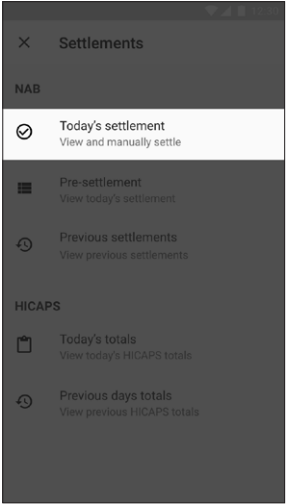 Settlements
NAB
Today's settlement
View and manually settle
Pre-settlement
View today's settlement
Previous settlements
View previous settlements
HICAPS
Today's totals
View today's HICAPS totals
Previous days totals
View previous HICAPS totals